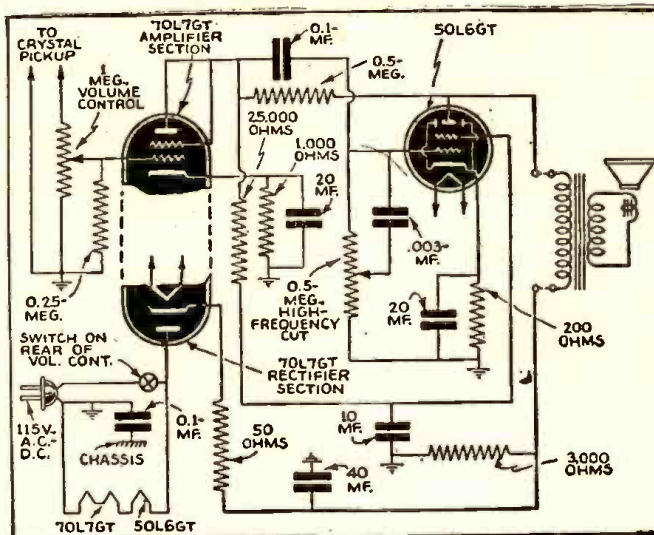 TO
CRYSTAL
PICKUP
1
MEG.,
VOLUME
CONTROL
70L7GT
AMPLIFIER
SECTION
0.1-
MF.
0.5-
MEG.
50L6GT
25,000
OHMS
1,000
OHMS
20
MF.
0.25-
MEG.
.003-
MF.
0.5-
MEG.,
HIGH-
FREQUENCY
CUT
20
MF.
200
OHMS
SWITCH ON
REAR OF
VOL. CONT.
70L7GT
RECTIFIER
SECTION
115V.,
A.C.-
D.C.
0.1-
MF.
CHASSIS
50
OHMS
10
MF.
40
MF.
3,000
OHMS
70L7GT
50L6GT